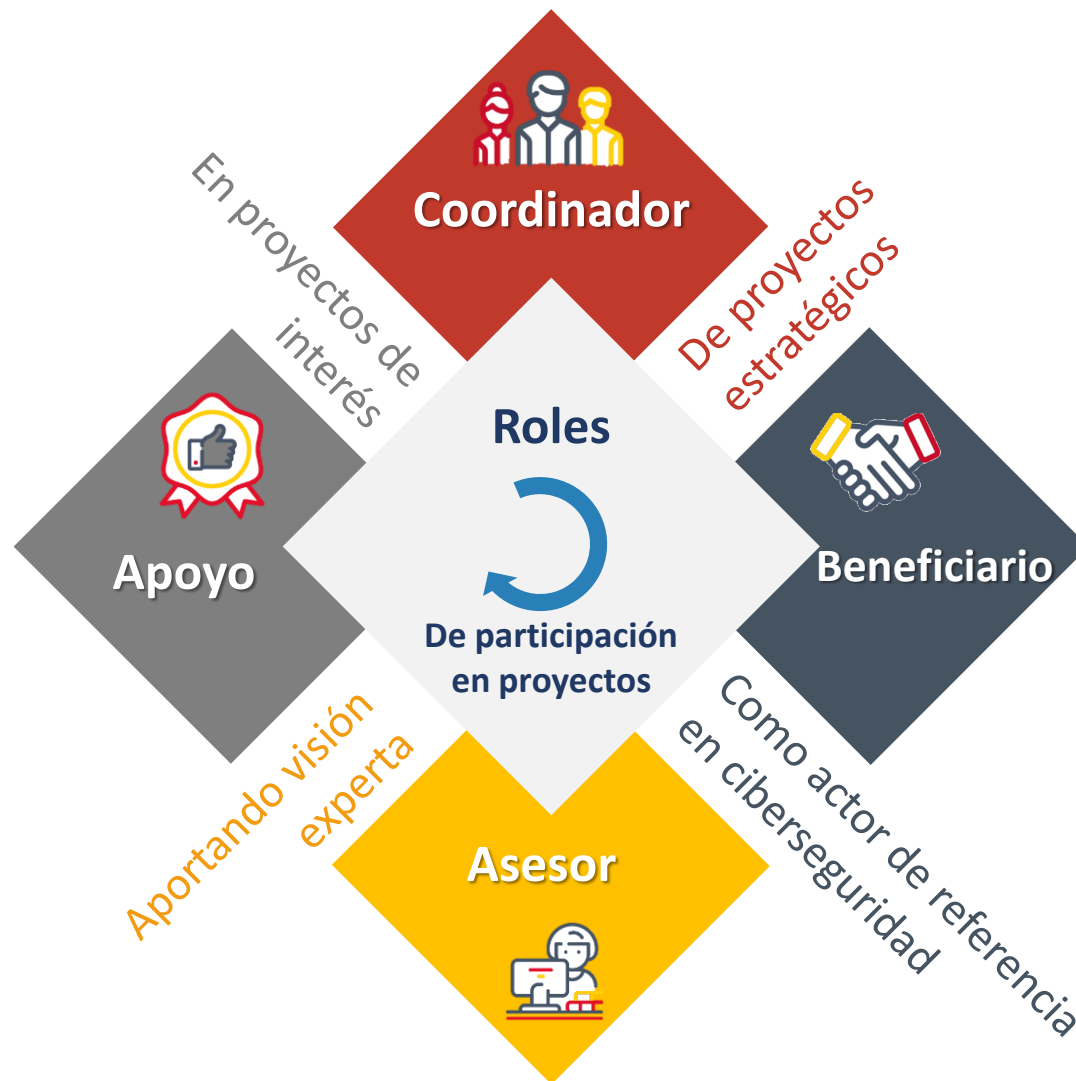 Coordinador
De proyectos
estratégicos
Beneficiario
Como actor de referencia
en ciberseguridad
Asesor
Aportando visión
experta
Apoyo
En proyectos de
interés
Roles
De participación
en proyectos